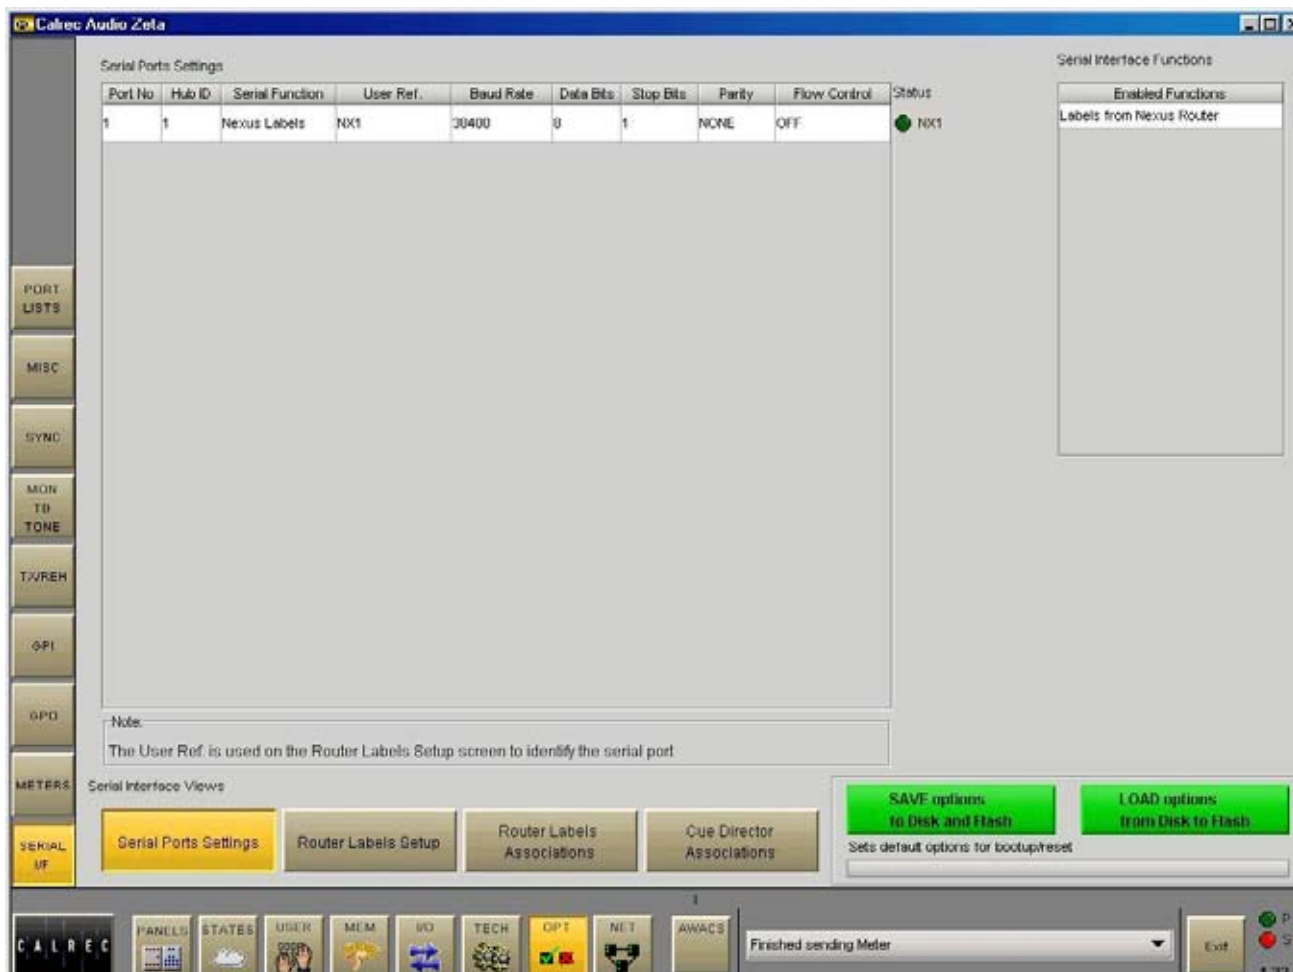 Calrec Audio Zeta
Serial Ports Settings
Port No Hub ID Serial Function User Ref. Baud Rate Data Bits Stop Bits Parity Flow Control
1 1 Nexus Labels NX1 38400 8 1 NONE OFF
Status
NX1
Serial Interface Functions
Enabled Functions
Labels from Nexus Router
PORT
LISTS
MISC
SYNC
MON
TB
TONE
TX/REH
GPI
GPO
METERS
SERIAL
I/F
Note:
The User Ref. is used on the Router Labels Setup screen to identify the serial port
Serial Interface Views
Serial Ports Settings
Router Labels Setup
Router Labels
Associations
Cue Director
Associations
SAVE options
to Disk and Flash
LOAD options
from Disk to Flash
Sets default options for bootup/reset
CALREC
PANELS
STATES
USER
MEM
I/O
TECH
OPT
NET
1
AWACS
Finished sending Meter
Exit
P
S